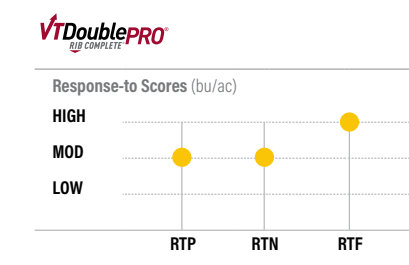 VTDoublePRO®
RIB COMPLETE®
Response-to Scores (bu/ac)
HIGH
MOD
LOW
RTP RTN RTF